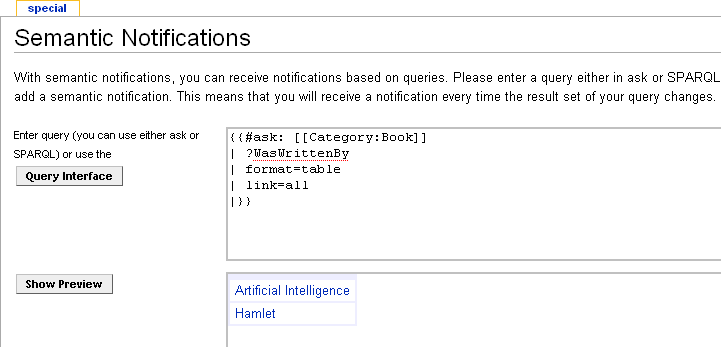 special
Semantic Notifications
With semantic notifications, you can receive notifications based on queries. Please enter a query either in ask or SPARQL
add a semantic notification. This means that you will receive a notification every time the result set of your query changes.
Enter query (you can use either ask or
SPARQL) or use the
Query Interface
{{#ask: [[Category:Book]]
| ?WasWrittenBy
| format=table
| link=all
|}}
Show Preview
Artificial Intelligence
Hamlet